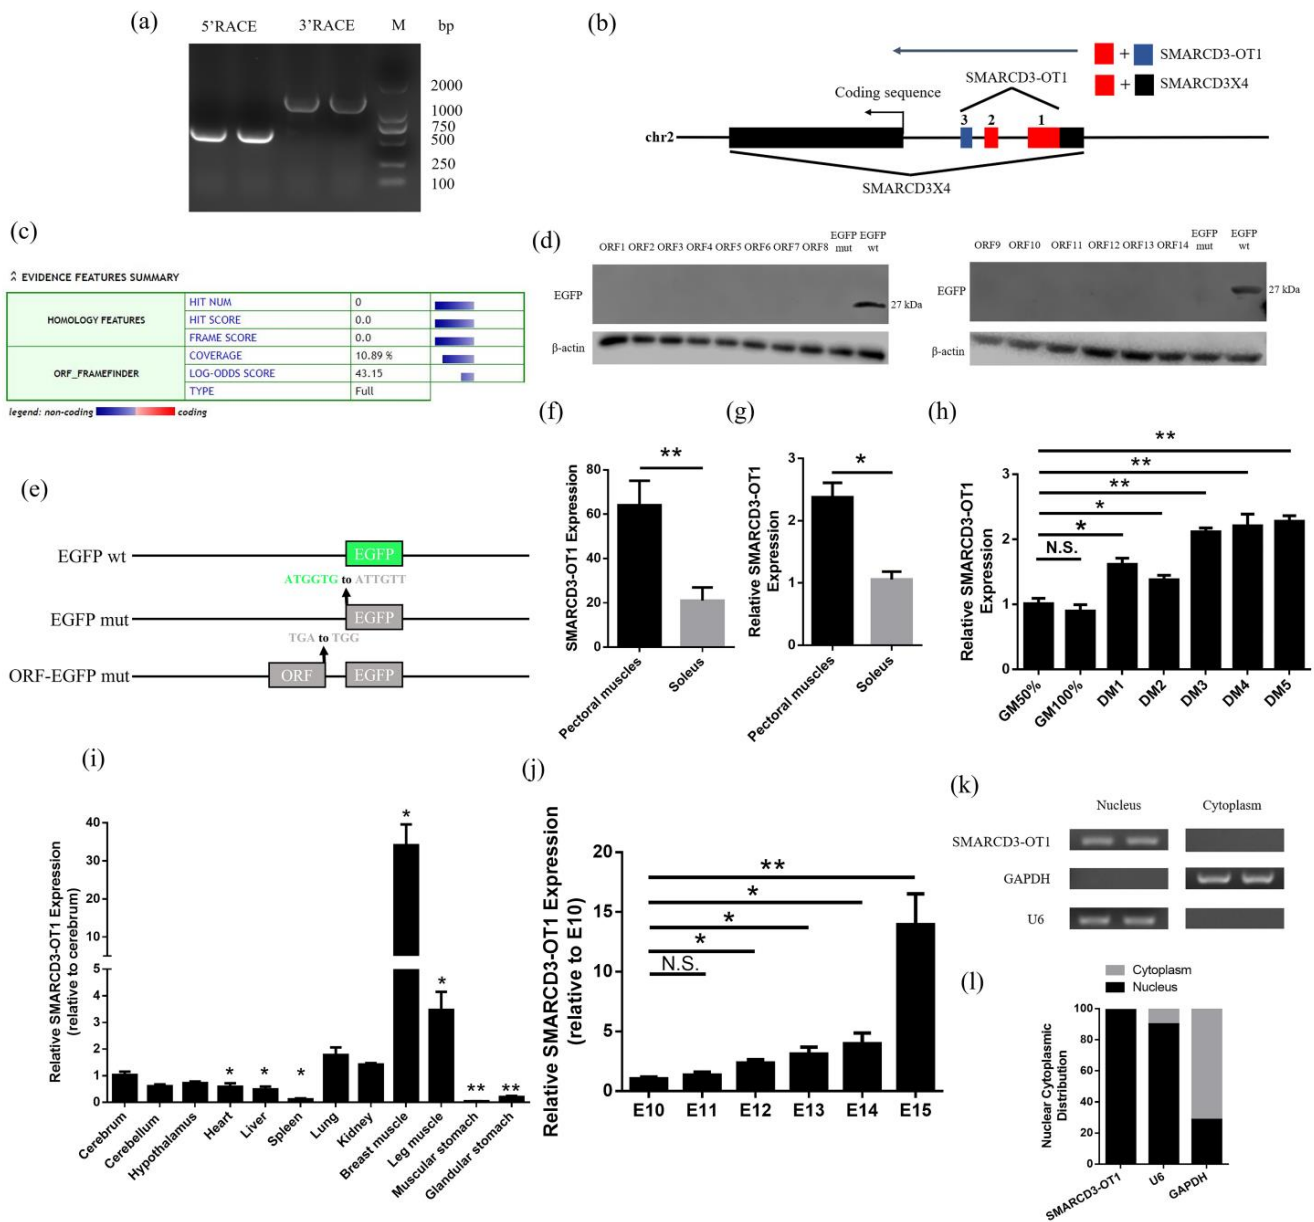 (a)
5'RACE 3'RACE M bp
2000
1000
750
500
250
100
(b)
SMARCD3-OT1
+ SMARCD3-OT1
+ SMARCD3X4
Coding sequence
3 2 1
chr2
SMARCD3X4
(c)
EVIDENCE FEATURES SUMMARY
HOMOLOGY FEATURES
HIT NUM 0
HIT SCORE 0.0
FRAME SCORE 0.0
ORF_FRAMEFINDER
COVERAGE 10.89 %
LOG-ODDS SCORE 43.15
TYPE Full
legend: non-coding coding
(d)
ORF1 ORF2 ORF3 ORF4 ORF5 ORF6 ORF7 ORF8 EGFP mut EGFP wt
EGFP 27 kDa
β-actin
ORF9 ORF10 ORF11 ORF12 ORF13 ORF14 EGFP mut EGFP wt
EGFP 27 kDa
β-actin
(e)
EGFP wt EGFP
ATGGTG to ATTGTT
EGFP mut EGFP
TGA to TGG
ORF-EGFP mut ORF EGFP
(f)
SMARCD3-OT1 Expression
80
60
40
20
0
**
Pectoral muscles
Soleus
(g)
Relative SMARCD3-OT1
Expression
3
2
1
0
*
Pectoral muscles
Soleus
(h)
Relative SMARCD3-OT1
Expression
3
2
1
0
**
**
**
*
*
N.S.
GM50%
GM100%
DM1
DM2
DM3
DM4
DM5
(i)
Relative SMARCD3-OT1 Expression
(relative to cerebrum)
40
30
20
10
5
4
3
2
1
0
* * * * * ** **
Cerebrum
Cerebellum
Hypothalamus
Heart
Liver
Spleen
Lung
Kidney
Breast muscle
Leg muscle
Muscular stomach
Glandular stomach
(j)
Relative SMARCD3-OT1 Expression
(relative to E10)
20
15
10
5
0
**
*
*
*
N.S.
E10 E11 E12 E13 E14 E15
(k)
Nucleus Cytoplasm
SMARCD3-OT1
GAPDH
U6
(l)
Cytoplasm
Nucleus
Nuclear Cytoplasmic
Distribution
100
80
60
40
20
0
SMARCD3-OT1
U6
GAPDH